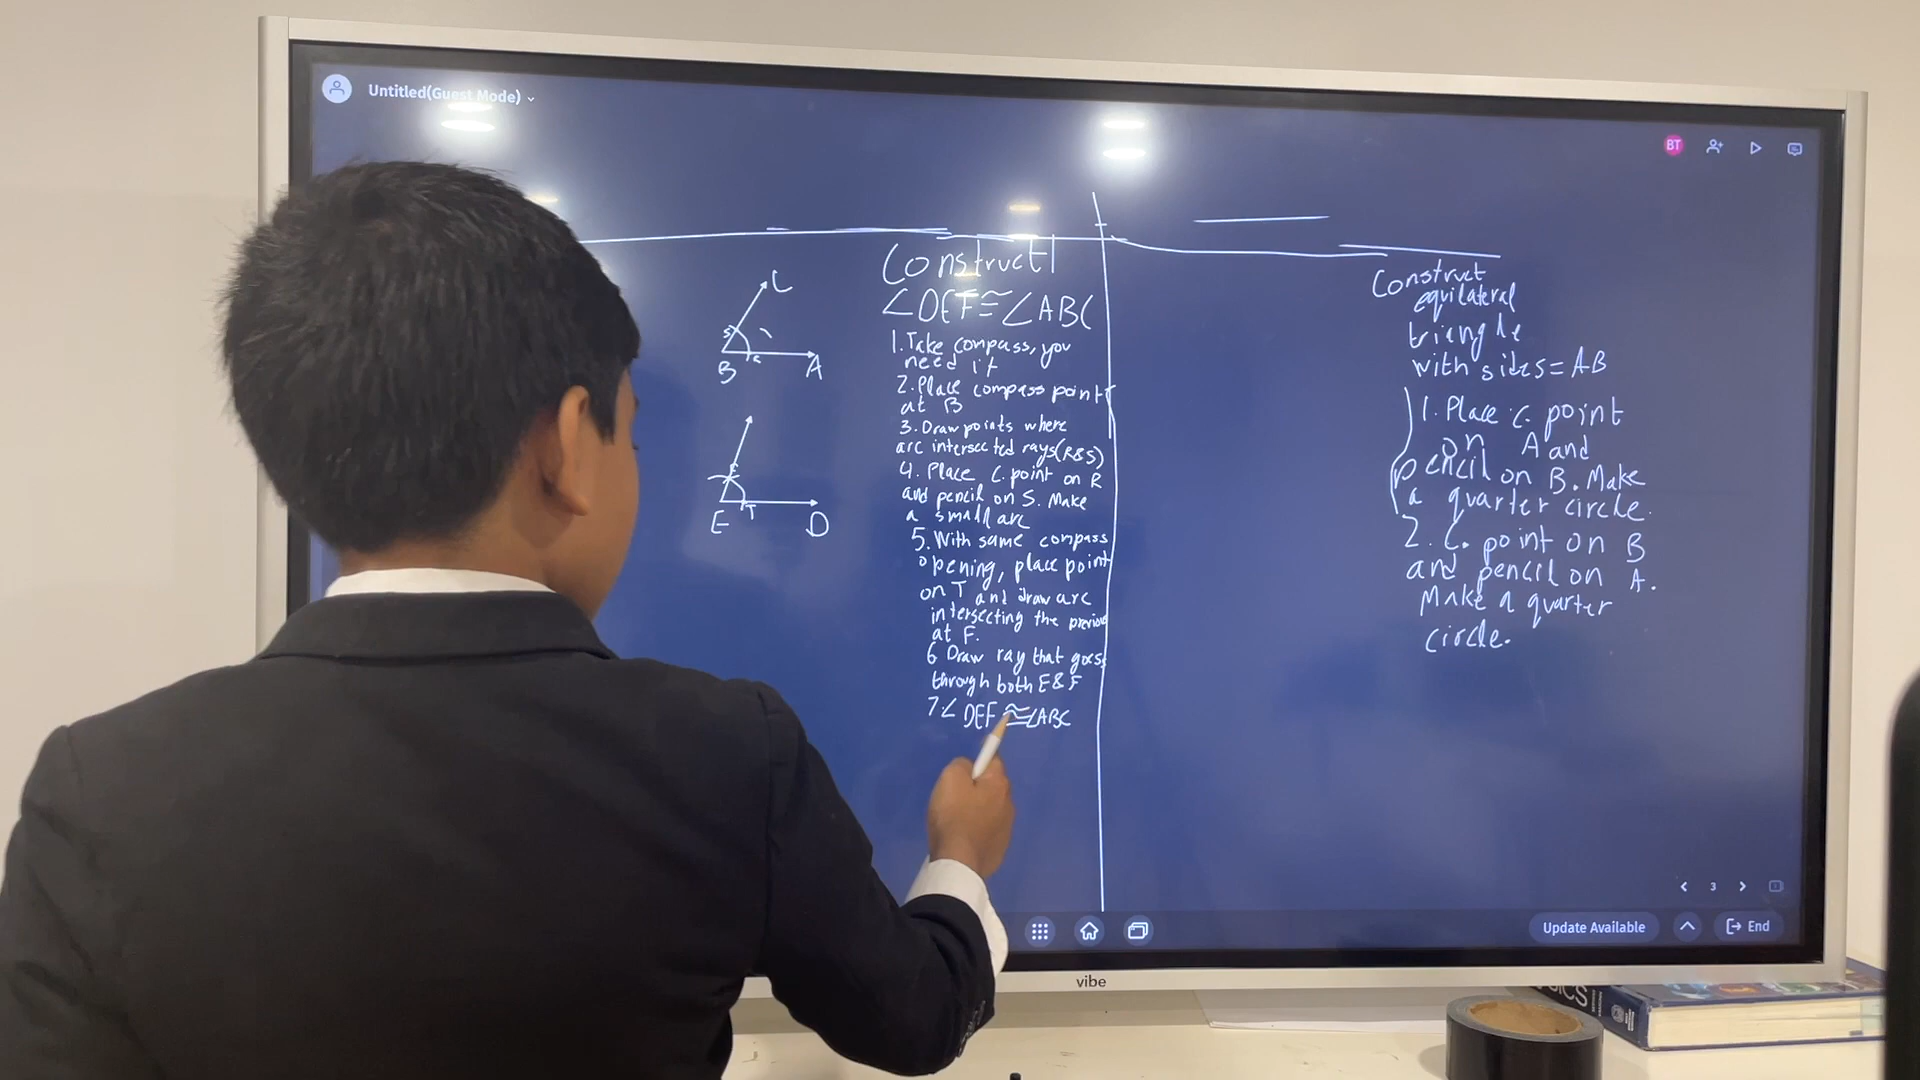 Untitled(Guest Mode)
BT
C
S
B
A
F
E
T
D
Construct
∠DEF≅∠ABC
1. Take compass, you
need it
2. Place compass point
at B
3. Draw points where
arc intersected rays(R&S)
4. Place C. point on R
and pencil on S. Make
a small arc
5. With same compass
opening, place point
on T and draw arc
intersecting the previous
at F.
6 Draw ray that goes
through both E&F
7.∠DEF≅∠ABC
Construct
equilateral
triangle
with sides=AB
1. Place C. point
on A and
pencil on B. Make
a quarter circle.
2. C. point on B
and pencil on A.
Make a quarter
circle.
3
Update Available
End
vibe